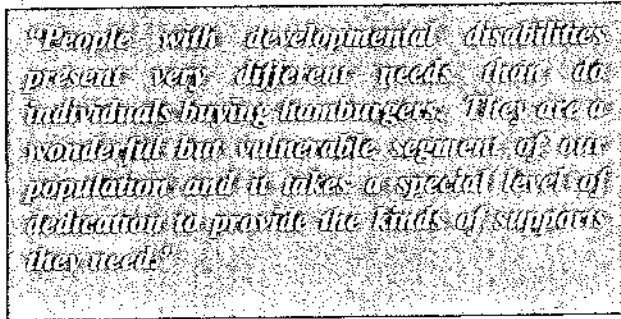 "People with developmental disabilities
present very different needs than do
individuals buying hamburgers. They are a
wonderful but vulnerable segment of our
population and it takes a special level of
dedication to provide the kinds of supports
they need."